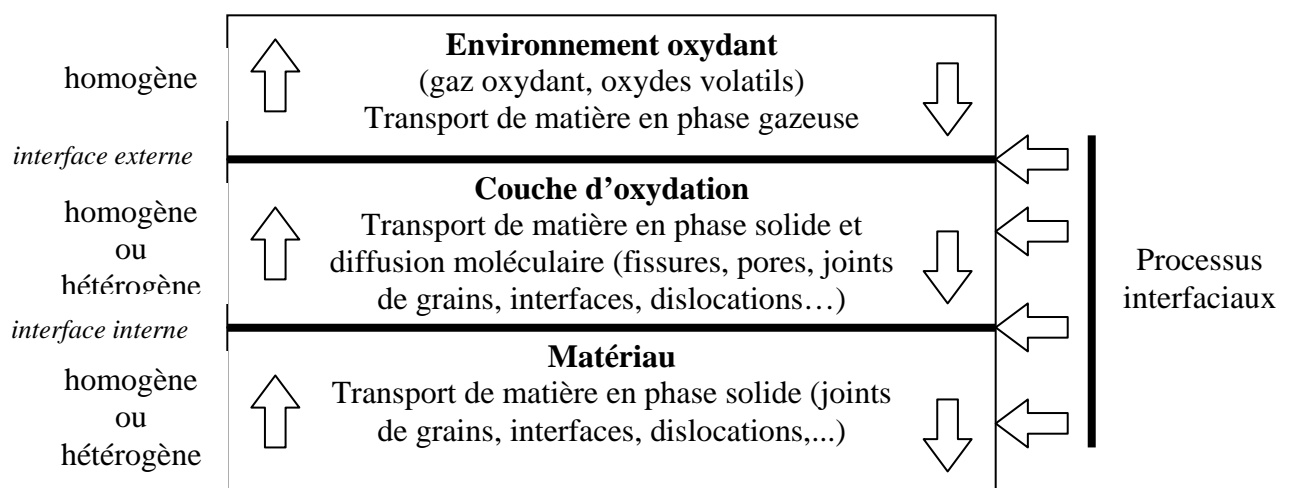 Environnement oxydant
(gaz oxydant, oxydes volatils)
Transport de matière en phase gazeuse
homogène
interface externe
Couche d'oxydation
Transport de matière en phase solide et
diffusion moléculaire (fissures, pores, joints
de grains, interfaces, dislocations…)
homogène
ou
hétérogène
interface interne
Matériau
Transport de matière en phase solide (joints
de grains, interfaces, dislocations,...)
homogène
ou
hétérogène
Processus
interfaciaux